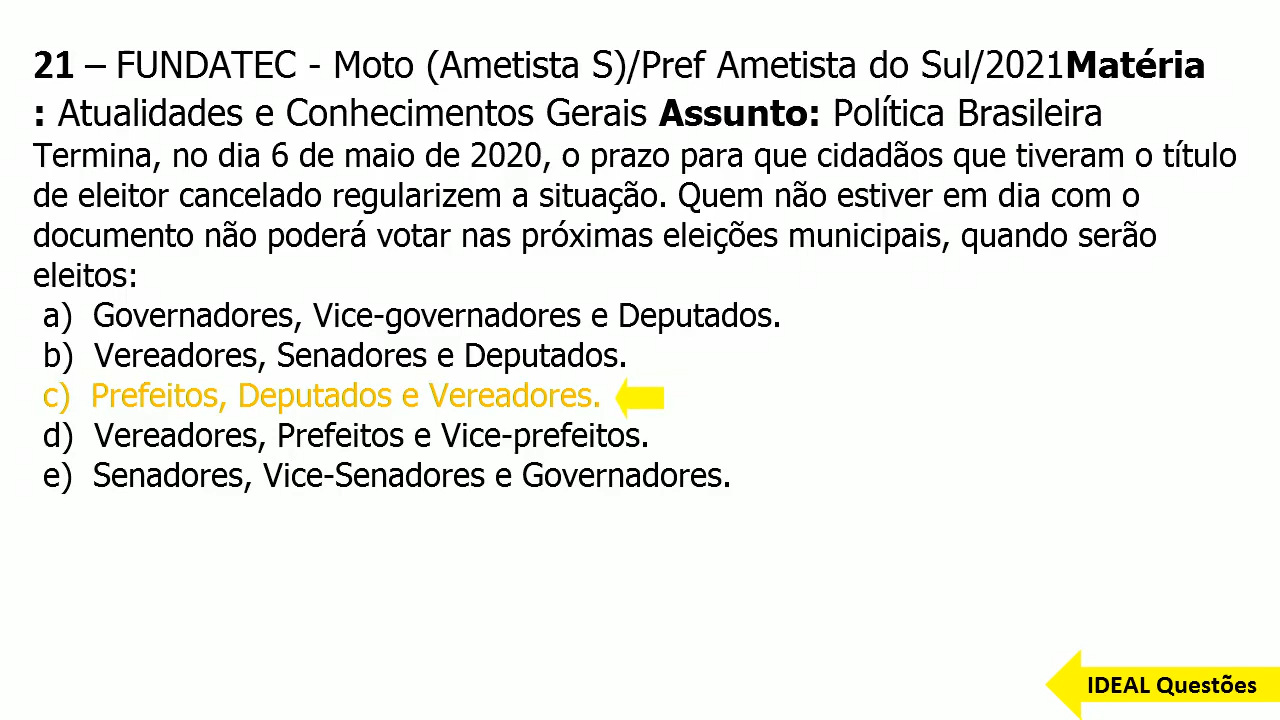 21 – FUNDATEC - Moto (Ametista S)/Pref Ametista do Sul/2021Matéria
: Atualidades e Conhecimentos Gerais Assunto: Política Brasileira
Termina, no dia 6 de maio de 2020, o prazo para que cidadãos que tiveram o título
de eleitor cancelado regularizem a situação. Quem não estiver em dia com o
documento não poderá votar nas próximas eleições municipais, quando serão
eleitos:
a) Governadores, Vice-governadores e Deputados.
b) Vereadores, Senadores e Deputados.
c) Prefeitos, Deputados e Vereadores.
d) Vereadores, Prefeitos e Vice-prefeitos.
e) Senadores, Vice-Senadores e Governadores.
IDEAL Questões